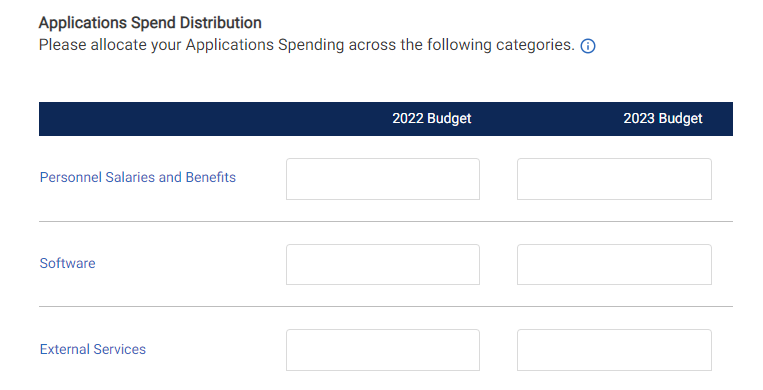 Applications Spend Distribution
Please allocate your Applications Spending across the following categories.
2022 Budget 2023 Budget
Personnel Salaries and Benefits
Software
External Services